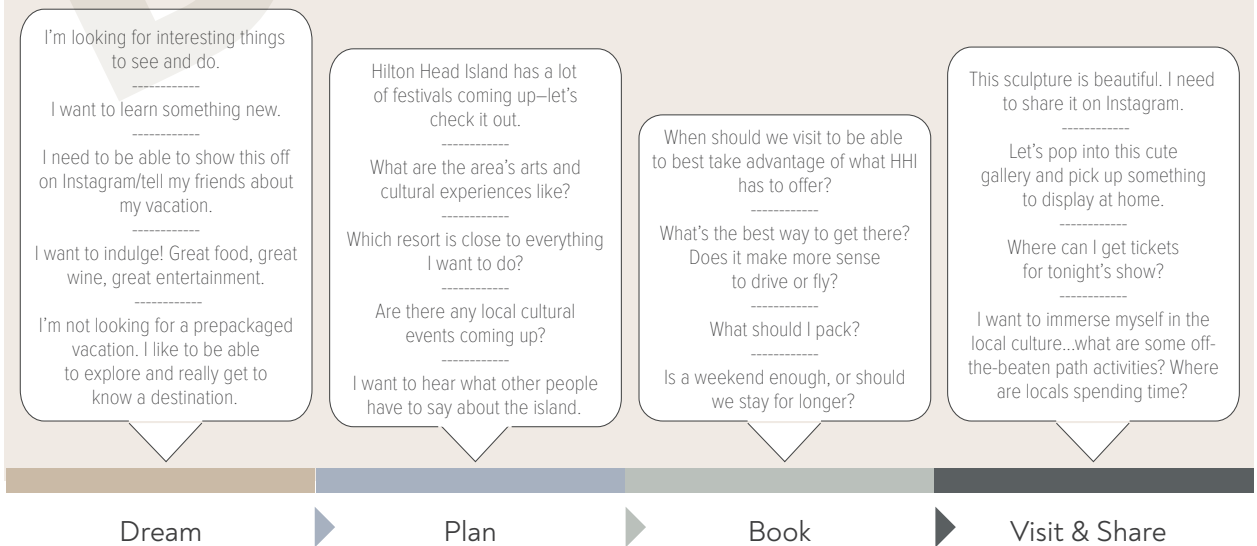 I'm looking for interesting things
to see and do.
------------
I want to learn something new.
------------
I need to be able to show this off
on Instagram/tell my friends about
my vacation.
------------
I want to indulge! Great food, great
wine, great entertainment.
------------
I'm not looking for a prepackaged
vacation. I like to be able
to explore and really get to
know a destination.
Hilton Head Island has a lot
of festivals coming up—let's
check it out.
------------
What are the area's arts and
cultural experiences like?
------------
Which resort is close to everything
I want to do?
------------
Are there any local cultural
events coming up?
------------
I want to hear what other people
have to say about the island.
When should we visit to be able
to best take advantage of what HHI
has to offer?
------------
What's the best way to get there?
Does it make more sense
to drive or fly?
------------
What should I pack?
------------
Is a weekend enough, or should
we stay for longer?
This sculpture is beautiful. I need
to share it on Instagram.
------------
Let's pop into this cute
gallery and pick up something
to display at home.
------------
Where can I get tickets
for tonight's show?
------------
I want to immerse myself in the
local culture...what are some off-
the-beaten path activities? Where
are locals spending time?
Dream
Plan
Book
Visit & Share